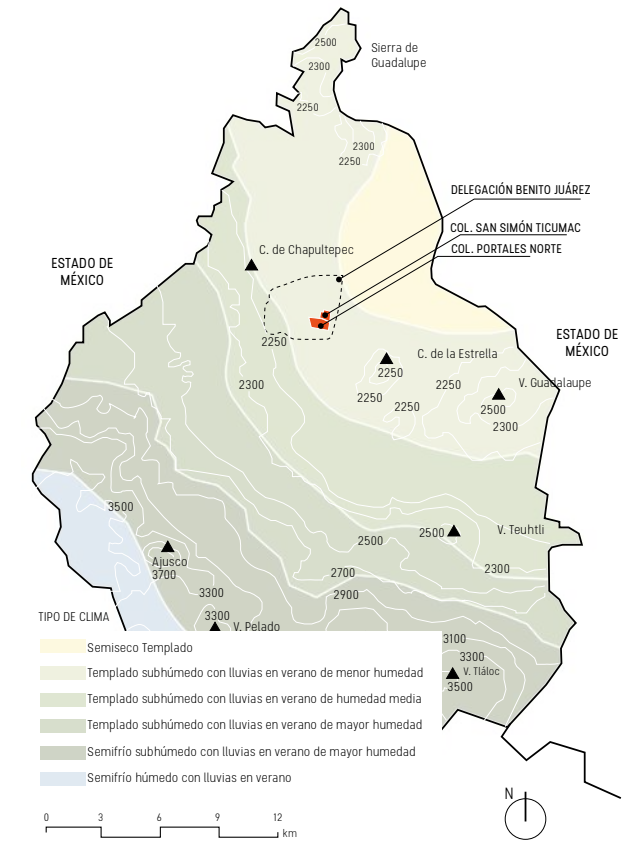 2500
Sierra de
Guadalupe
2300
2250
2300
2250
DELEGACIÓN BENITO JUÁREZ
COL. SAN SIMÓN TICUMAC
COL. PORTALES NORTE
C. de Chapultepec
ESTADO DE
MÉXICO
ESTADO DE
MÉXICO
2250
C. de la Estrella
2250
2300
2250
V. Guadalaupe
2250
2250
2500
2300
3500
2500
V. Teuhtli
2500
Ajusco
3700
2700
2300
3300
2900
3300
V. Pelado
3100
3300
V. Tláloc
3500
TIPO DE CLIMA
Semiseco Templado
Templado subhúmedo con lluvias en verano de menor humedad
Templado subhúmedo con lluvias en verano de humedad media
Templado subhúmedo con lluvias en verano de mayor humedad
Semifrío subhúmedo con lluvias en verano de mayor humedad
Semifrío húmedo con lluvias en verano
N
0 3 6 9 12
km